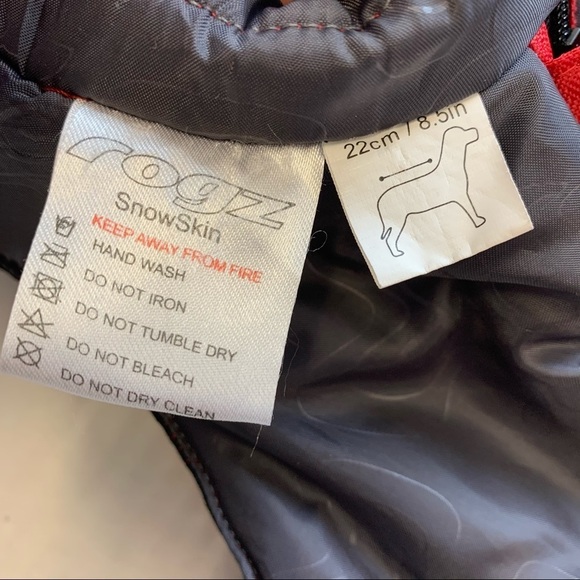 rogz
SnowSkin
KEEP AWAY FROM FIRE
HAND WASH
DO NOT IRON
DO NOT TUMBLE DRY
DO NOT BLEACH
DO NOT DRY CLEAN
22cm / 8.5in